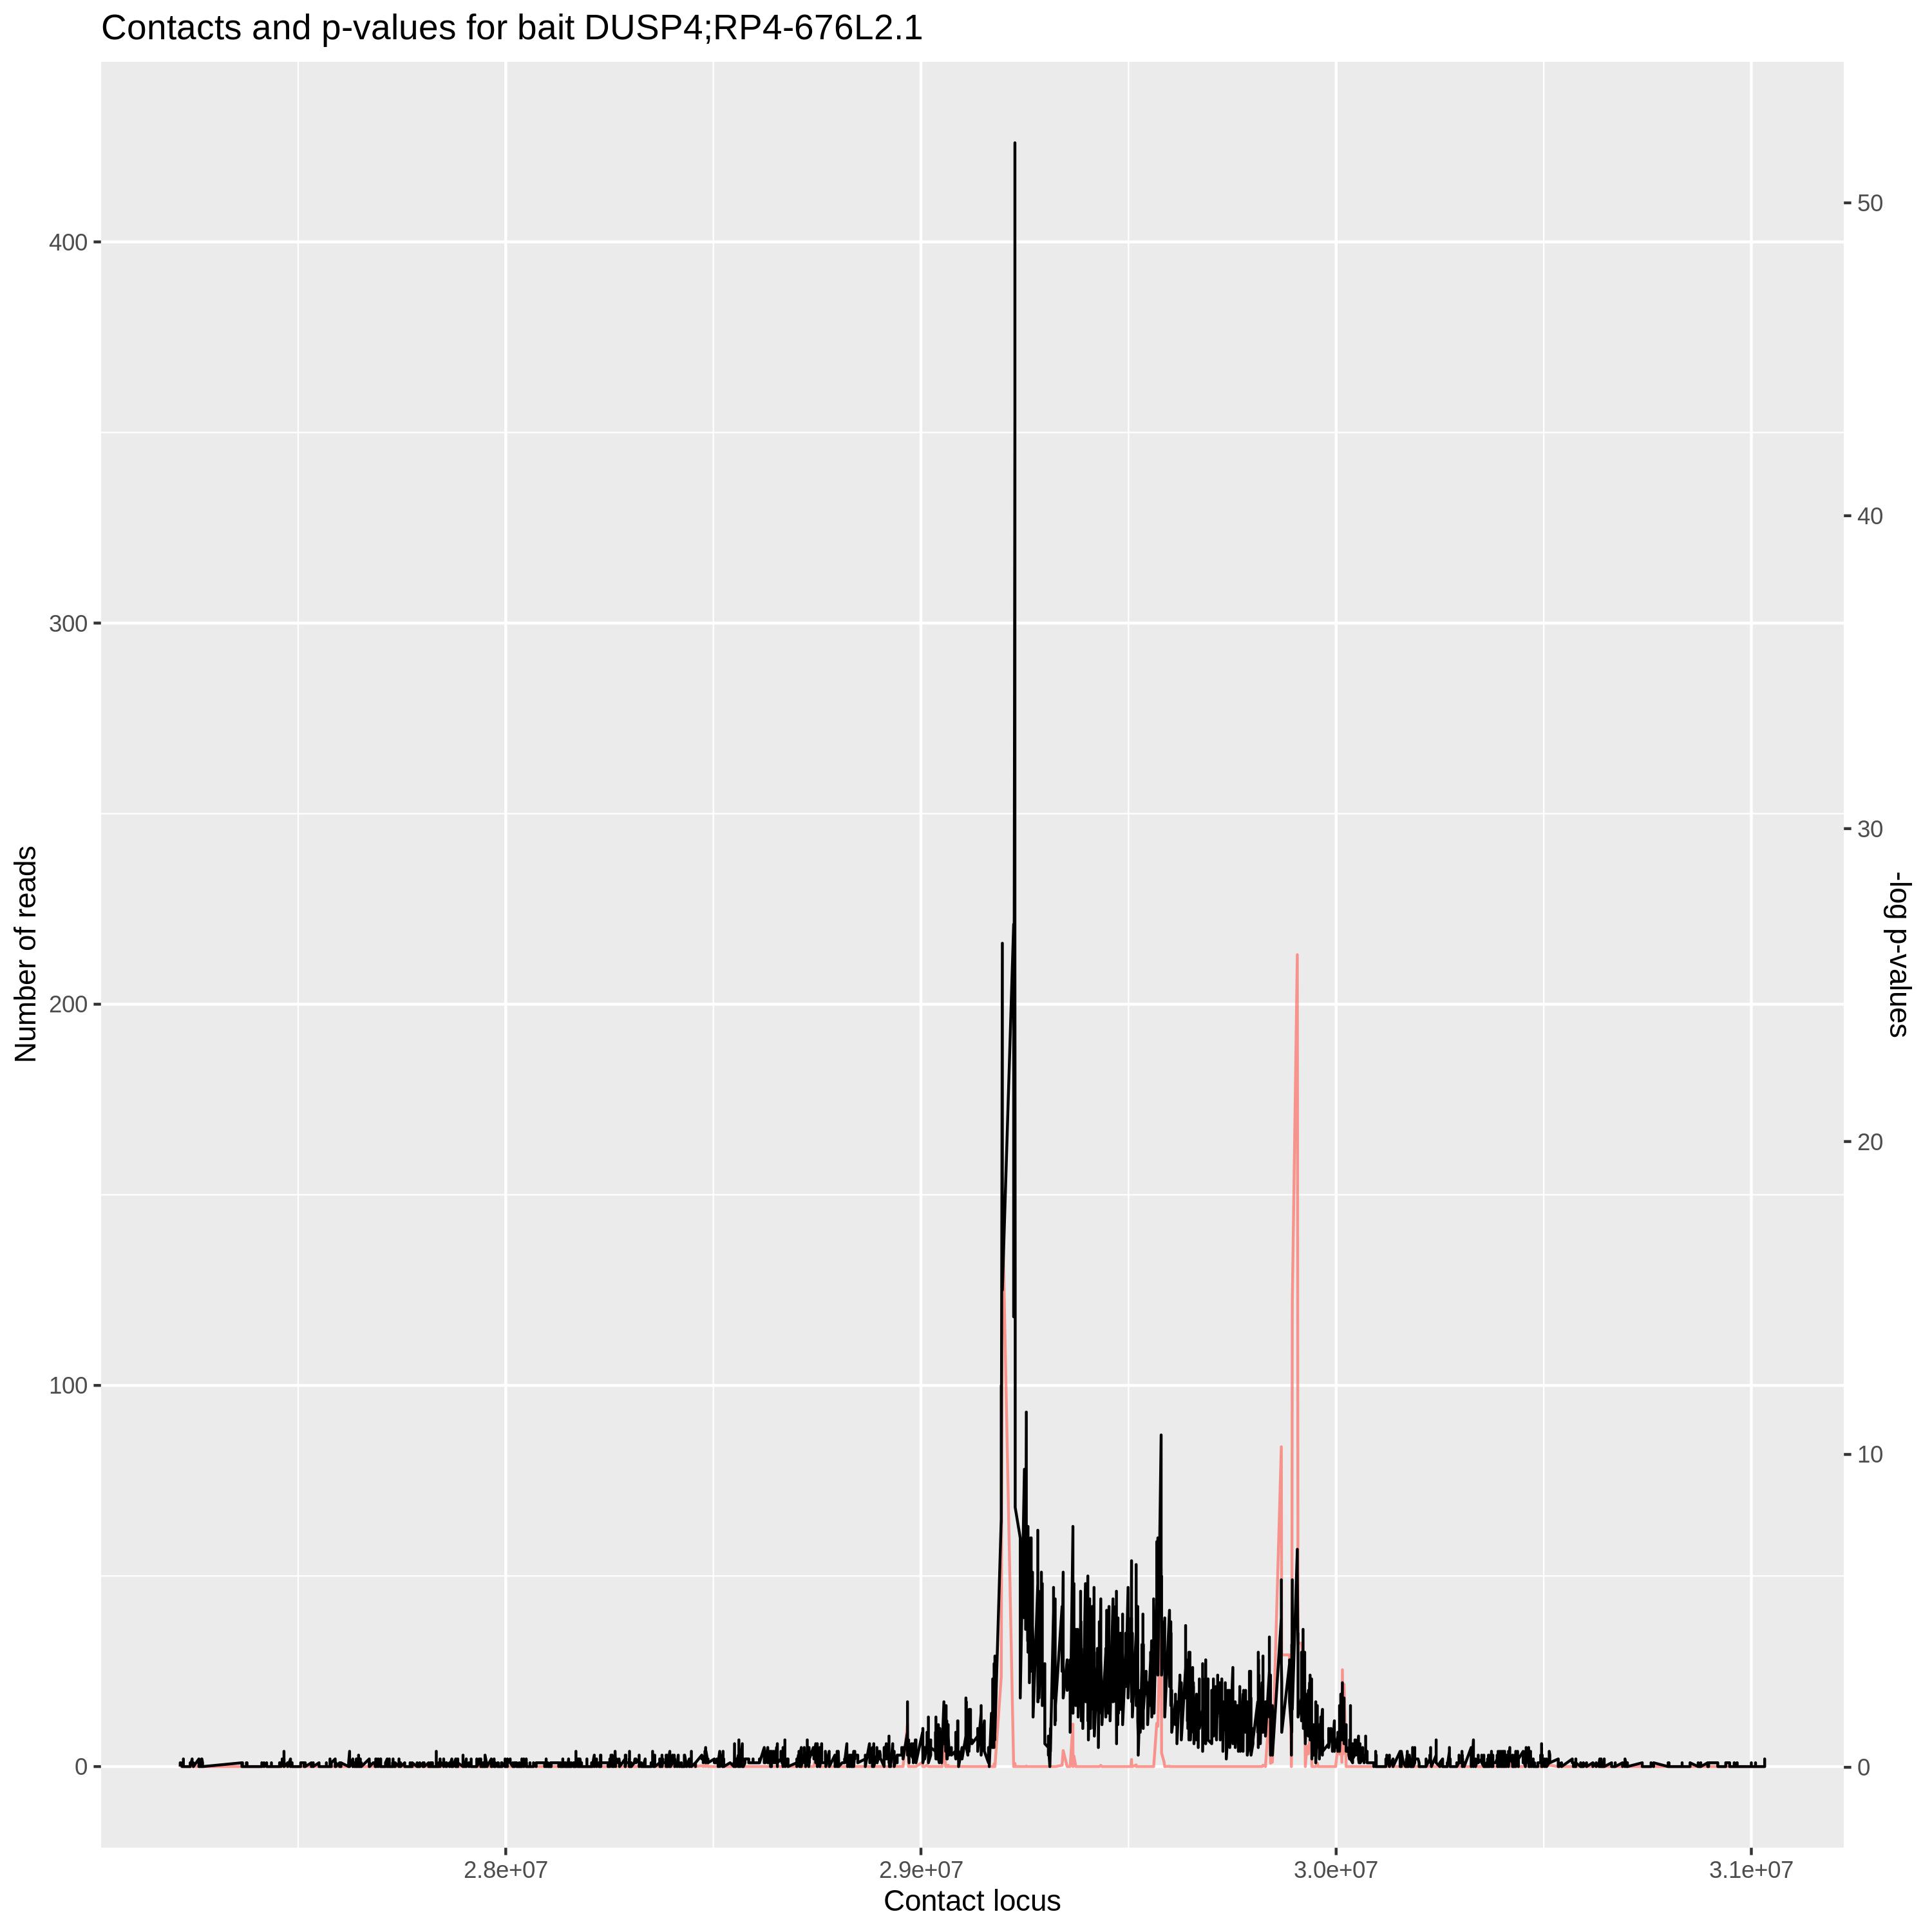 Contacts and p-values for bait DUSP4;RP4-676L2.1
400
300
200
100
0
Number of reads
50
40
30
20
10
0
-log p-values
2.8e+07
2.9e+07
3.0e+07
3.1e+07
Contact locus